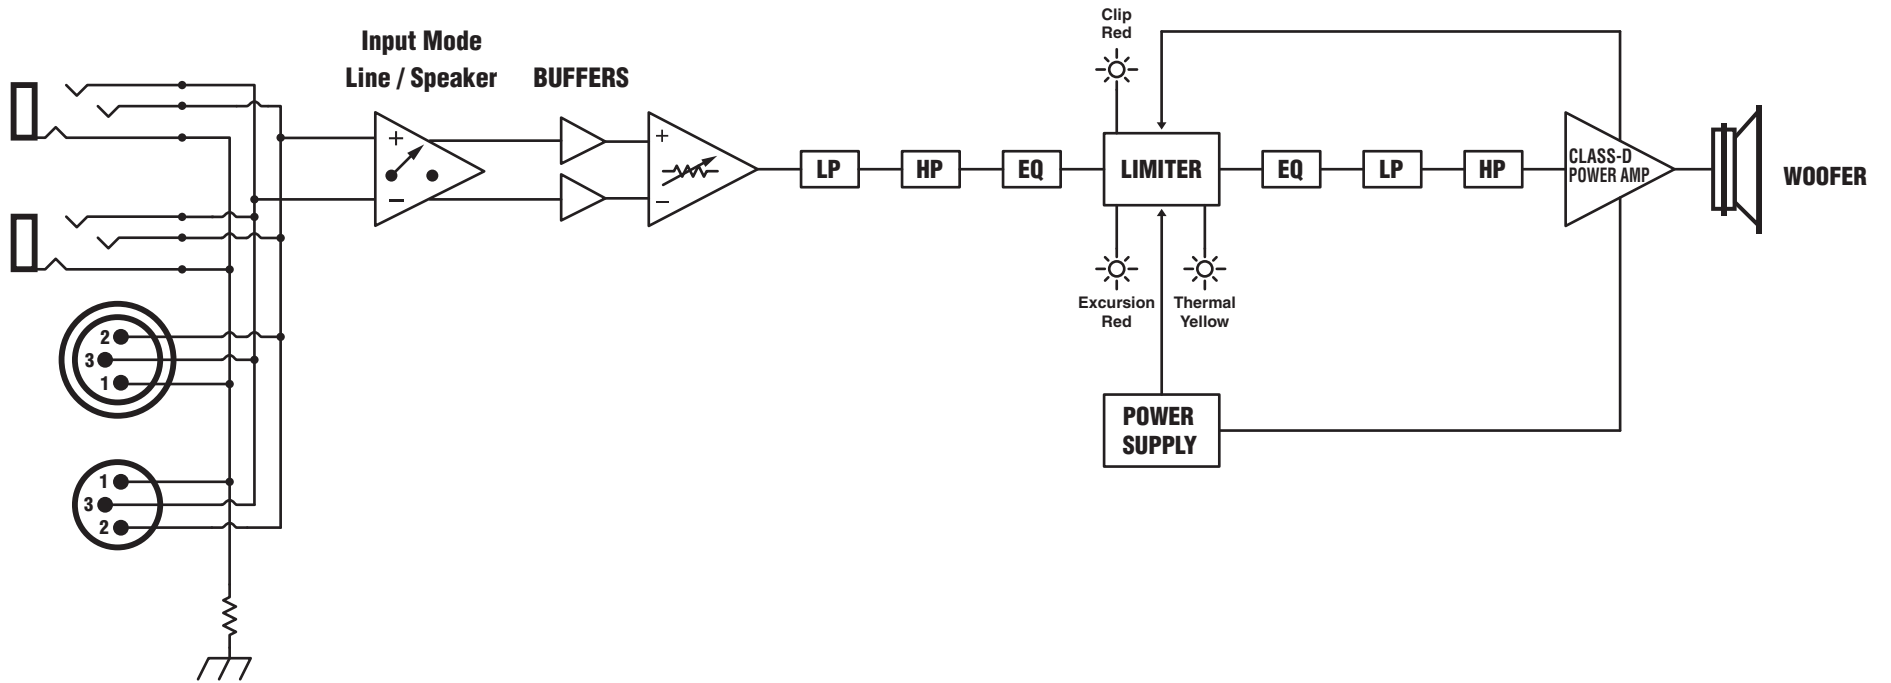 Clip
Red
Input Mode
Line / Speaker
BUFFERS
+
−
+
−
LP
HP
EQ
LIMITER
EQ
LP
HP
CLASS-D
POWER AMP
WOOFER
Excursion
Red
Thermal
Yellow
2
3
1
POWER
SUPPLY
1
3
2